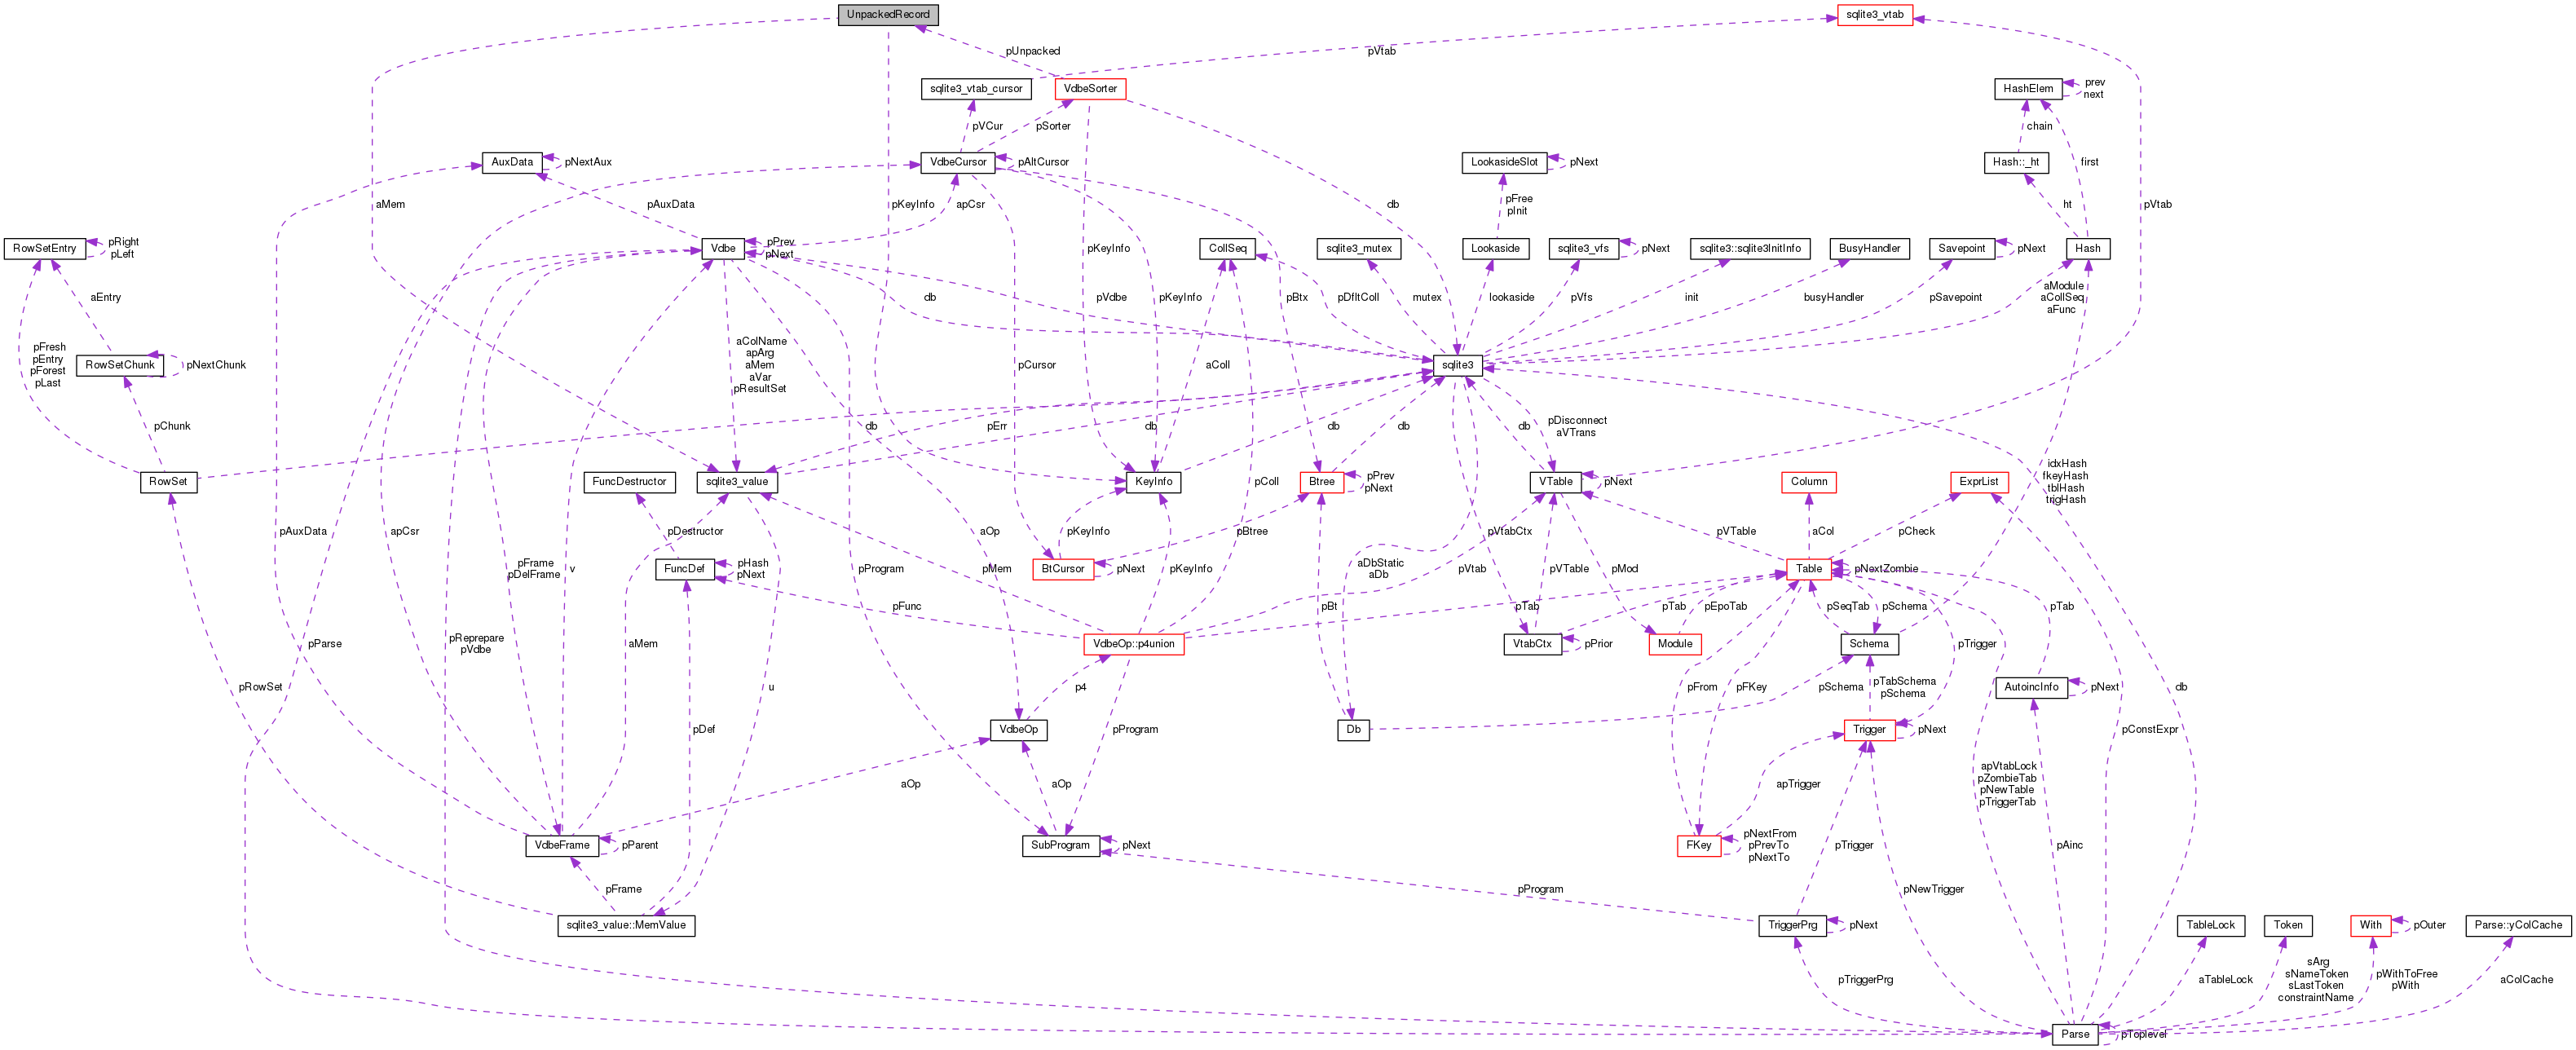 UnpackedRecord
sqlite3_vtab
pUnpacked
pVtab
sqlite3_vtab_cursor
VdbeSorter
HashElem
prev
next
pVCur
pSorter
chain
AuxData
pNextAux
VdbeCursor
pAltCursor
LookasideSlot
pNext
Hash::_ht
first
aMem
pKeyInfo
pAuxData
apCsr
pFree
pInit
db
ht
pVtab
RowSetEntry
pRight
pLeft
Vdbe
pPrev
pNext
pKeyInfo
CollSeq
sqlite3_mutex
Lookaside
sqlite3_vfs
pNext
sqlite3::sqlite3InitInfo
BusyHandler
Savepoint
pNext
Hash
aEntry
db
pVdbe
pKeyInfo
pBtx
pDfltColl
mutex
lookaside
pVfs
init
busyHandler
pSavepoint
aModule
aCollSeq
aFunc
pFresh
pEntry
pForest
pLast
RowSetChunk
pNextChunk
aColName
apArg
aMem
aVar
pResultSet
pCursor
aColl
sqlite3
pChunk
db
pErr
db
db
db
pDisconnect
aVTrans
db
RowSet
FuncDestructor
sqlite3_value
KeyInfo
Btree
pPrev
pNext
VTable
pNext
Column
ExprList
idxHash
fkeyHash
tblHash
trigHash
pColl
pAuxData
apCsr
pDestructor
aOp
pKeyInfo
pBtree
pVtabCtx
pVTable
aCol
pCheck
pFrame
pDelFrame
v
FuncDef
pHash
pNext
pProgram
BtCursor
pNext
pMem
pKeyInfo
pVtab
aDbStatic
aDb
pVTable
pMod
Table
pNextZombie
pFunc
pBt
pTab
pTab
pEpoTab
pSeqTab
pSchema
pTab
pParse
pReprepare
pVdbe
aMem
VdbeOp::p4union
VtabCtx
pPrior
Module
Schema
pTrigger
pRowSet
u
p4
pSchema
pFrom
pFKey
pTabSchema
pSchema
AutoincInfo
pNext
db
pDef
VdbeOp
pProgram
Db
Trigger
pNext
pConstExpr
aOp
aOp
apTrigger
apVtabLock
pZombieTab
pNewTable
pTriggerTab
VdbeFrame
pParent
SubProgram
pNext
FKey
pNextFrom
pPrevTo
pNextTo
pTrigger
pAinc
pFrame
pProgram
pNewTrigger
sqlite3_value::MemValue
TriggerPrg
pNext
TableLock
Token
With
pOuter
Parse::yColCache
pTriggerPrg
aTableLock
sArg
sNameToken
sLastToken
constraintName
pWithToFree
pWith
aColCache
Parse
pToplevel